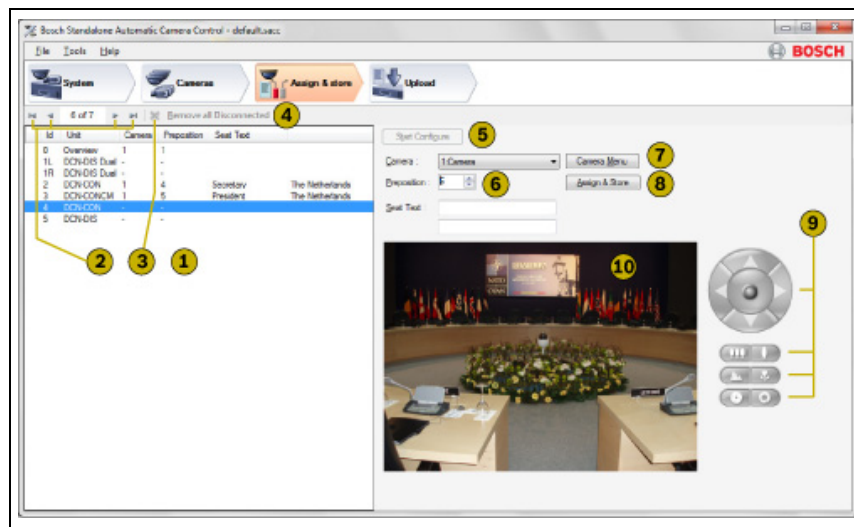 Bosch Standalone Automatic Camera Control - default.sacc
File Tools Help
BOSCH
System Cameras Assign & store Upload
6 of 7 Remove all Disconnected 4
Id Unit Camera Preposition Seat Text
0 Overview 1 1
1L DCN-DIS Dual - -
1R DCN-DIS Dual - -
2 DCN-CON 1 4 Secretary The Netherlands
3 DCN-CONCM 1 5 President The Netherlands
4 DCN-CON - -
5 DCN-DIS - -
2 3 1
Start Configure 5
Camera : 1:Camera Camera Menu 7
Preposition : 6 Assign & Store 8
Seat Text :
9
10